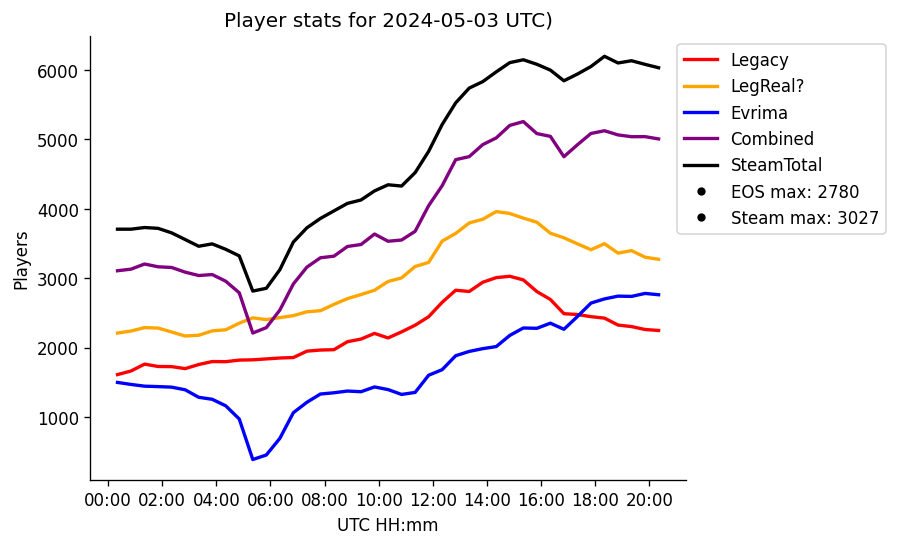 Player stats for 2024-05-03 UTC)
Legacy
LegReal?
Evrima
Combined
SteamTotal
EOS max: 2780
Steam max: 3027
Players
6000
5000
4000
3000
2000
1000
00:00 02:00 04:00 06:00 08:00 10:00 12:00 14:00 16:00 18:00 20:00
UTC HH:mm